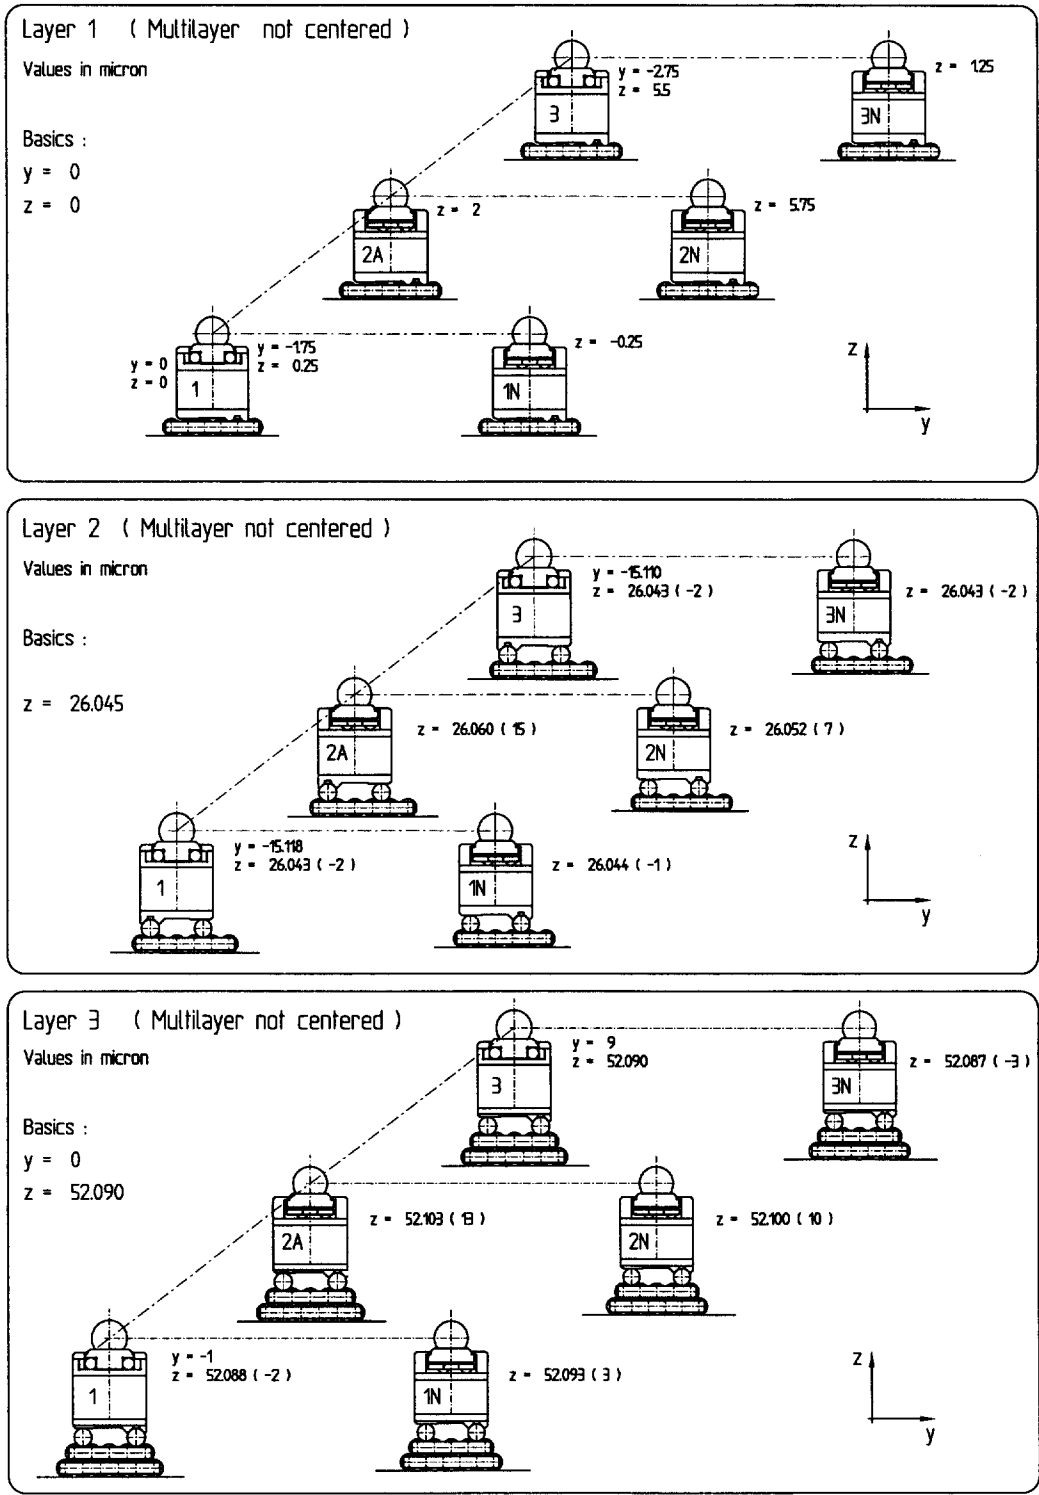 Layer 1 ( Multilayer not centered )
Values in micron
Basics :
y = 0
z = 0
3
y = -2.75
z = 5.5
3N
z = 1.25
2A
z = 2
2N
z = 5.75
y = 0
z = 0
1
y = -1.75
z = 0.25
1N
z = -0.25
z
y
Layer 2 ( Multilayer not centered )
Values in micron
Basics :
z = 26.045
3
y = -15.110
z = 26.043 ( -2 )
3N
z = 26.043 ( -2 )
2A
z = 26.060 ( 15 )
2N
z = 26.052 ( 7 )
1
y = -15.118
z = 26.043 ( -2 )
1N
z = 26.044 ( -1 )
z
y
Layer 3 ( Multilayer not centered )
Values in micron
Basics :
y = 0
z = 52.090
3
y = 9
z = 52.090
3N
z = 52.087 ( -3 )
2A
z = 52.103 ( 13 )
2N
z = 52.100 ( 10 )
1
y = -1
z = 52.088 ( -2 )
1N
z = 52.093 ( 3 )
z
y